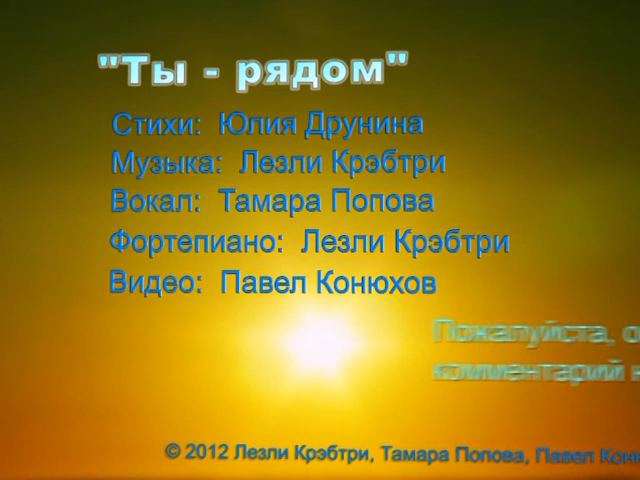 "Ты - рядом"
Стихи: Юлия Друнина
Музыка: Лезли Крэбтри
Вокал: Тамара Попова
Фортепиано: Лезли Крэбтри
Видео: Павел Конюхов
Пожалуйста,
комментарий
© 2012 Лезли Крэбтри, Тамара Попова, Павел